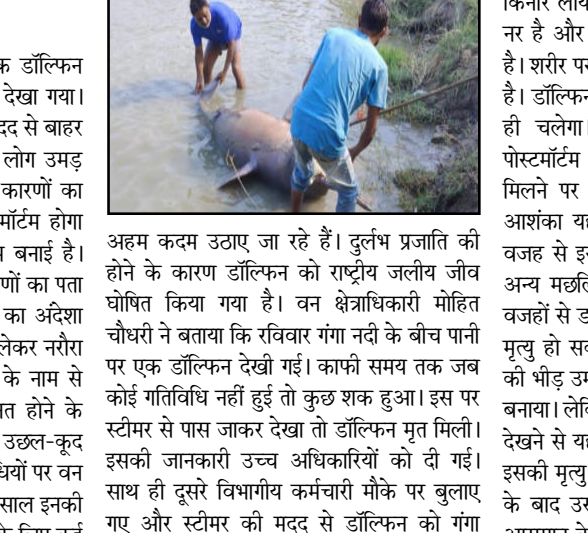 क डॉल्फिन
देखा गया।
दद से बाहर
लोग उमड़
कारणों का
मॉर्टम होगा
बनाई है।
णों का पता
का अंदेशा
लेकर नरौरा
के नाम से
त होने के
उछल-कूद
धियों पर वन
साल इनकी
अहम कदम उठाए जा रहे हैं। दुर्लभ प्रजाति की
होने के कारण डॉल्फिन को राष्ट्रीय जलीय जीव
घोषित किया गया है। वन क्षेत्राधिकारी मोहित
चौधरी ने बताया कि रविवार गंगा नदी के बीच पानी
पर एक डॉल्फिन देखी गई। काफी समय तक जब
कोई गतिविधि नहीं हुई तो कुछ शक हुआ। इस पर
स्टीमर से पास जाकर देखा तो डॉल्फिन मृत मिली।
इसकी जानकारी उच्च अधिकारियों को दी गई।
साथ ही दूसरे विभागीय कर्मचारी मौके पर बुलाए
गए और स्टीमर की मदद से डॉल्फिन को गंगा
किनारे लाय
नर है और
है। शरीर पर
है। डॉल्फिन
ही चलेगा।
पोस्टमॉर्टम
मिलने पर
आशंका यह
वजह से इ
अन्य मछलि
वजहों से ड
मृत्यु हो सक
की भीड़ उम
बनाया। लेि
देखने से यह
इसकी मृत्यु
के बाद उस